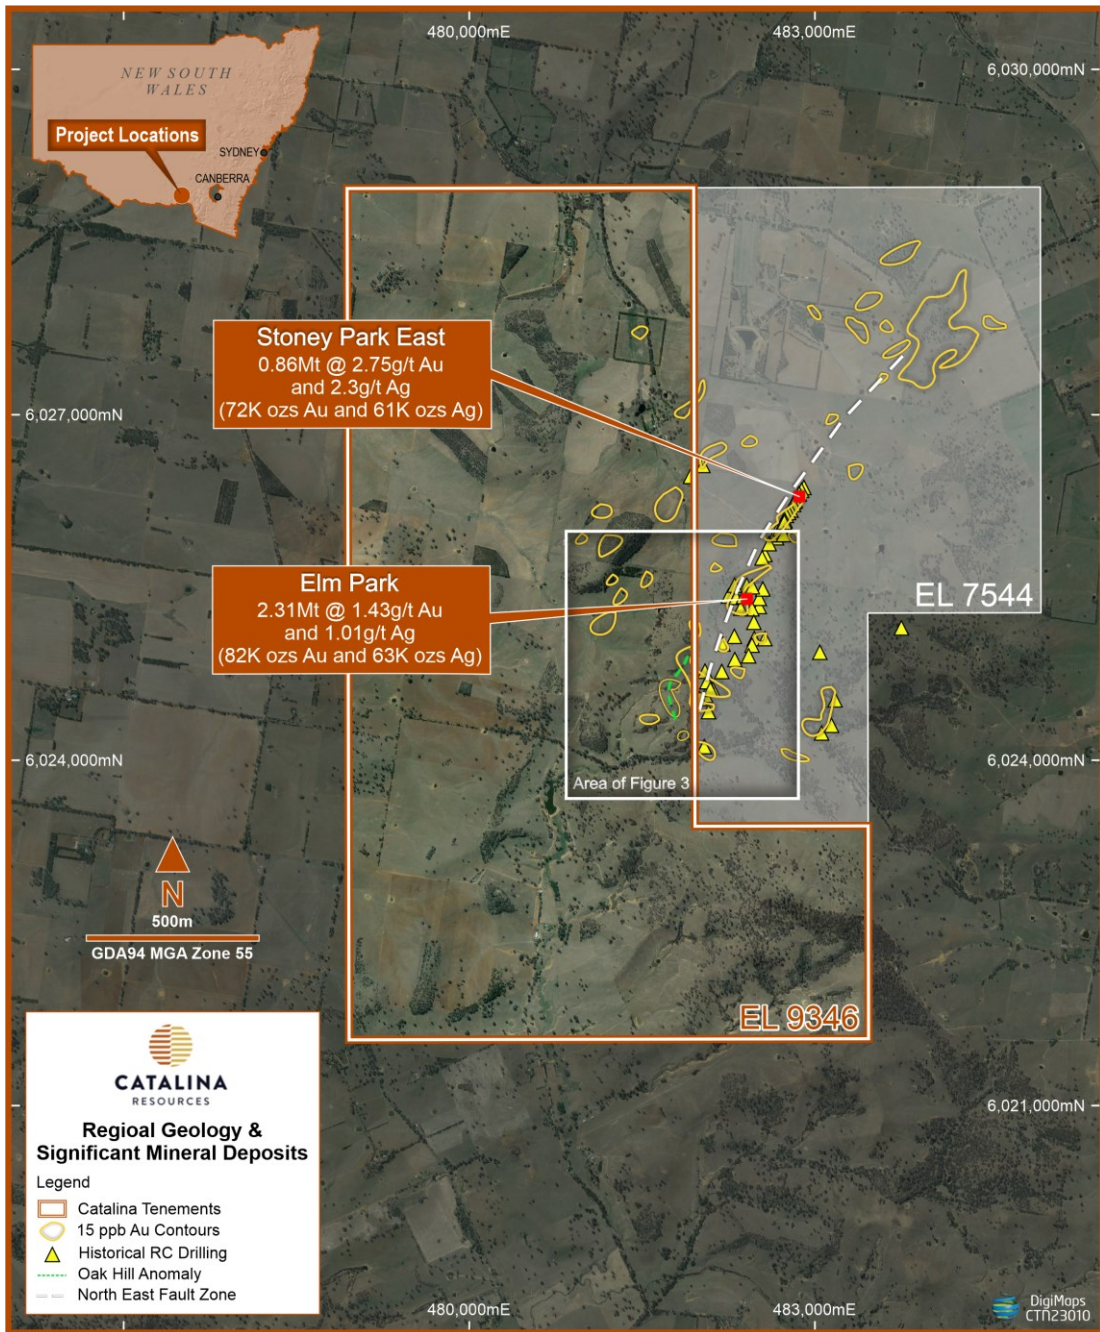 480,000mE
483,000mE
6,030,000mN
NEW SOUTH
WALES
Project Locations
SYDNEY
CANBERRA
Stoney Park East
0.86Mt @ 2.75g/t Au
and 2.3g/t Ag
(72K ozs Au and 61K ozs Ag)
6,027,000mN
Elm Park
2.31Mt @ 1.43g/t Au
and 1.01g/t Ag
(82K ozs Au and 63K ozs Ag)
EL 7544
6,024,000mN
6,024,000mN
Area of Figure 3
N
500m
GDA94 MGA Zone 55
EL 9346
CATALINA
RESOURCES
Regioal Geology &
Significant Mineral Deposits
Legend
Catalina Tenements
15 ppb Au Contours
Historical RC Drilling
Oak Hill Anomaly
North East Fault Zone
6,021,000mN
480,000mE
483,000mE
DigiMaps
CTN23010